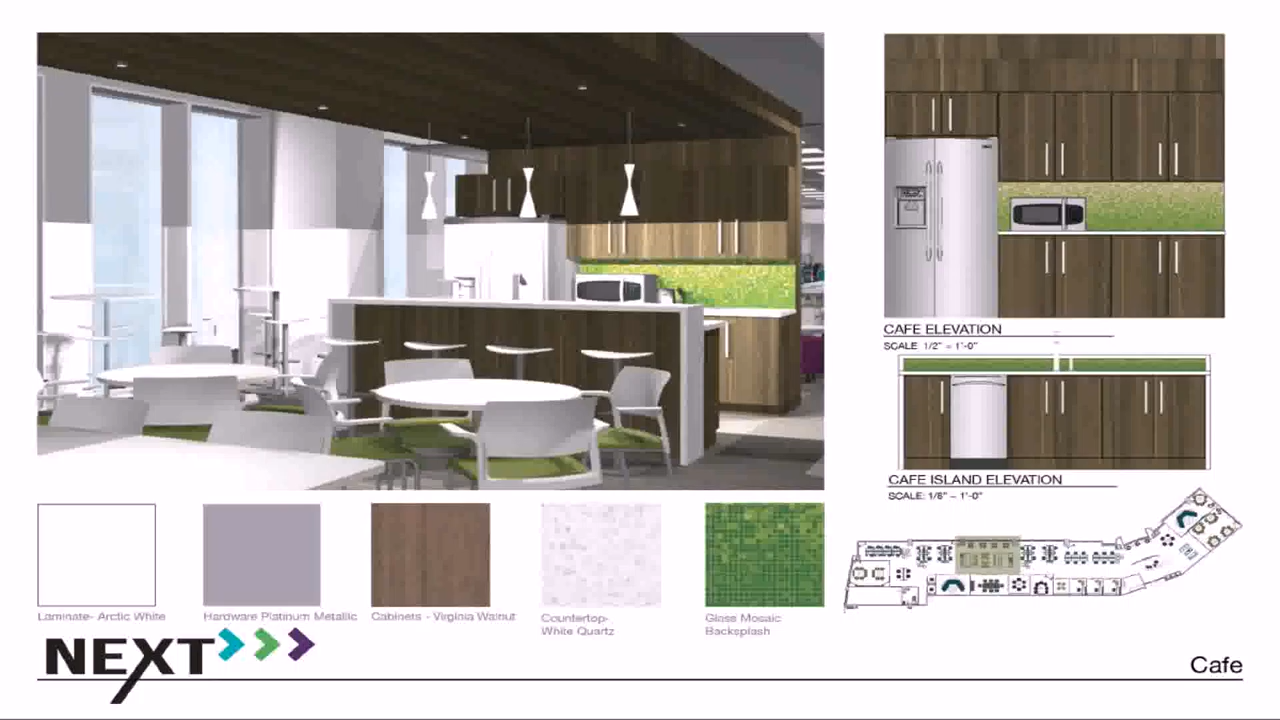 CAFE ELEVATION
SCALE 1/2" = 1'-0"
CAFE ISLAND ELEVATION
SCALE: 1/8" = 1'-0"
Laminate- Arctic White
Hardware Platinum Metallic
Cabinets - Virginia Walnut
Countertop-
White Quartz
Glass Mosaic
Backsplash
NEXT
Cafe